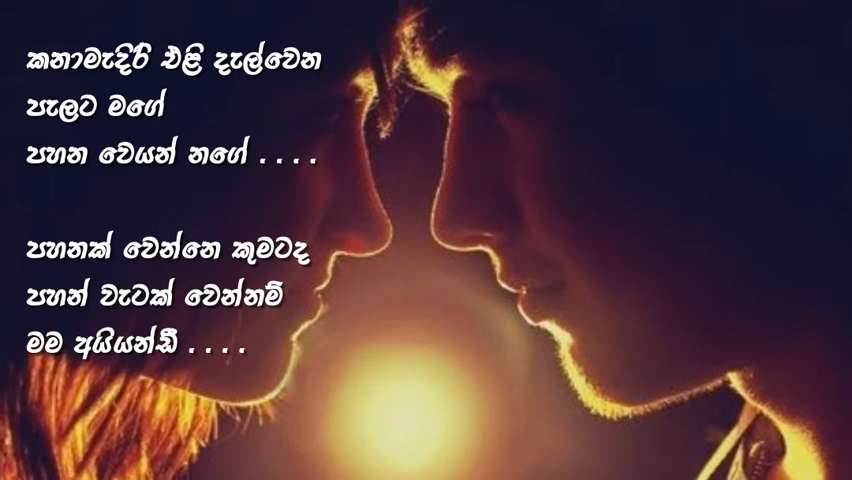 කනාමැදිරි එළි දැල්වෙන
පැලට මගේ
පහන වෙයන් නගේ . . . .
පහනක් වෙන්නෙ කුමටද
පහන් වැටක් වෙන්නම්
මම අයියන්ඩී . . . .